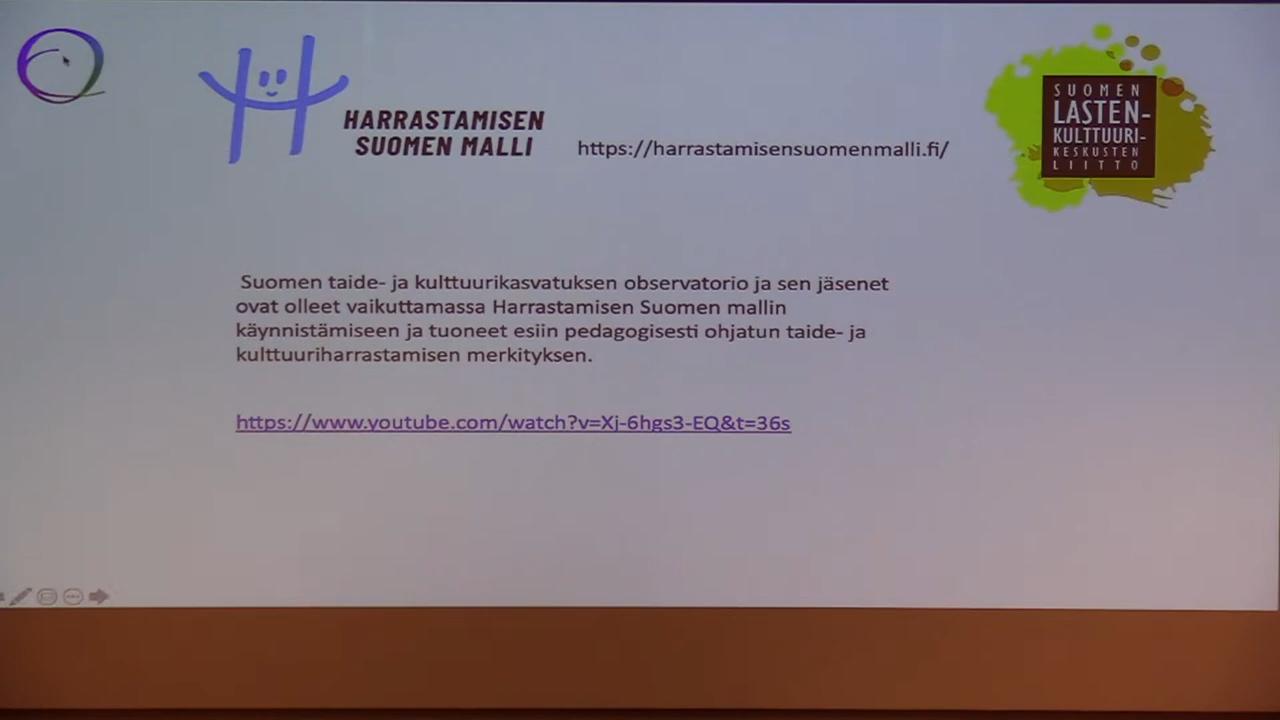 HARRASTAMISEN
SUOMEN MALLI
https://harrastamisensuomenmalli.fi/
SUOMEN
LASTEN-
KULTTUURI-
KESKUSTEN
LIITTO
Suomen taide- ja kulttuurikasvatuksen observatorio ja sen jäsenet
ovat olleet vaikuttamassa Harrastamisen Suomen mallin
käynnistämiseen ja tuoneet esiin pedagogisesti ohjatun taide- ja
kulttuuriharrastamisen merkityksen.
https://www.youtube.com/watch?v=Xj-6hgs3-EQ&t=36s